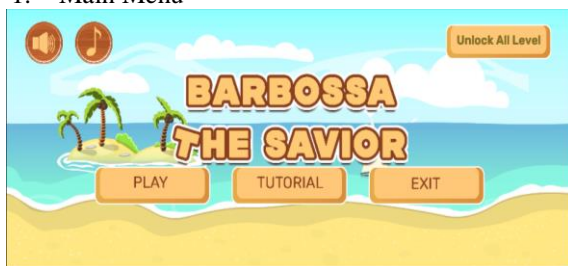 1. Main Menu
Unlock All Level
BARBOSSA
THE SAVIOR
PLAY
TUTORIAL
EXIT